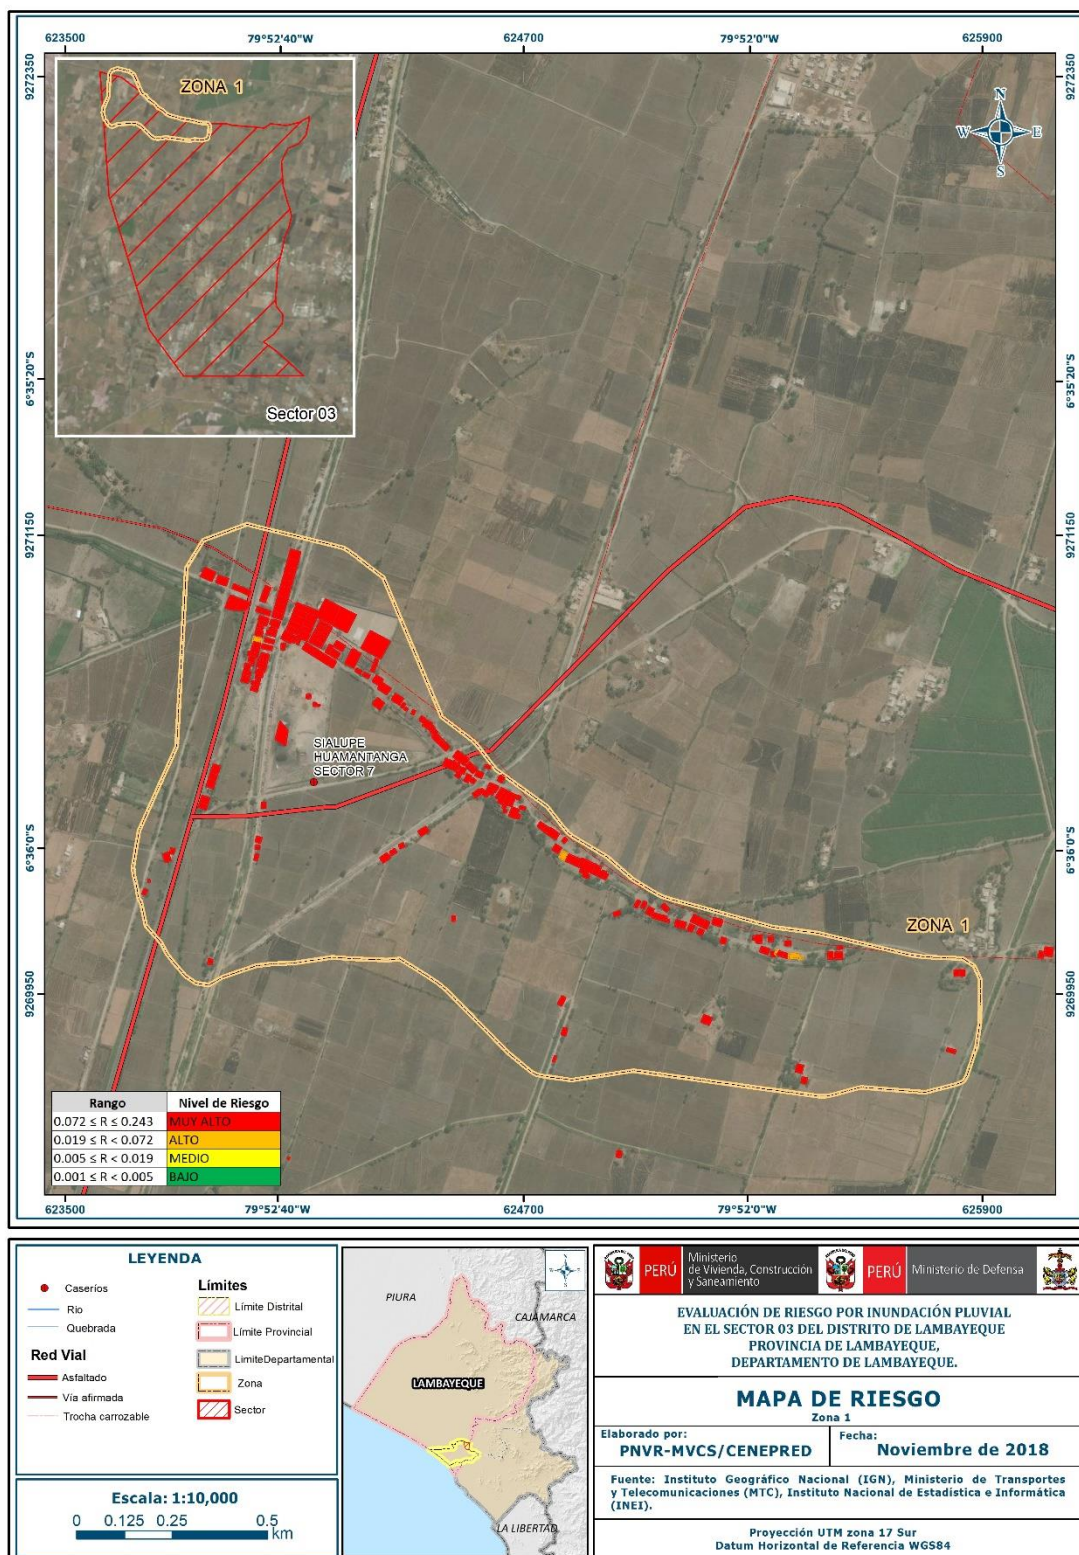 623500
79°52'40"W
624700
79°52'0"W
625900
9272350
9272350
ZONA 1
N
W
E
S
Sector 03
6°35'20"S
6°35'20"S
9271150
9271150
SIALUPE
HUAMANTANGA
SECTOR 7
6°36'0"S
6°36'0"S
ZONA 1
9269950
9269950
Rango
Nivel de Riesgo
0.072 ≤ R ≤ 0.243
MUY ALTO
0.019 ≤ R < 0.072
ALTO
0.005 ≤ R < 0.019
MEDIO
0.001 ≤ R < 0.005
BAJO
623500
79°52'40"W
624700
79°52'0"W
625900
LEYENDA
Caseríos
Rio
Quebrada
Red Vial
Asfaltado
Vía afirmada
Trocha carrozable
Límites
Límite Distrital
Límite Provincial
LimiteDepartamental
Zona
Sector
Escala: 1:10,000
0 0.125 0.25 0.5
km
PIURA
CAJAMARCA
LAMBAYEQUE
LA LIBERTAD
PERÚ
Ministerio
de Vivienda, Construcción
y Saneamiento
PERÚ
Ministerio de Defensa
EVALUACIÓN DE RIESGO POR INUNDACIÓN PLUVIAL
EN EL SECTOR 03 DEL DISTRITO DE LAMBAYEQUE
PROVINCIA DE LAMBAYEQUE,
DEPARTAMENTO DE LAMBAYEQUE.
MAPA DE RIESGO
Zona 1
Elaborado por:
PNVR-MVCS/CENEPRED
Fecha:
Noviembre de 2018
Fuente: Instituto Geográfico Nacional (IGN), Ministerio de Transportes
y Telecomunicaciones (MTC), Instituto Nacional de Estadística e Informática
(INEI).
Proyección UTM zona 17 Sur
Datum Horizontal de Referencia WGS84